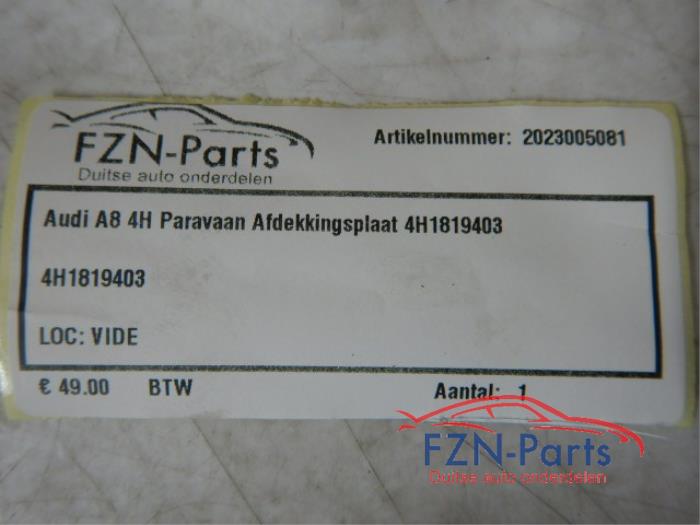 FZN-Parts
Duitse auto onderdelen
Artikelnummer: 2023005081
Audi A8 4H Paravaan Afdekkingsplaat 4H1819403
4H1819403
LOC: VIDE
€ 49.00 BTW Aantal: 1
FZN-Parts
Duitse auto onderdelen